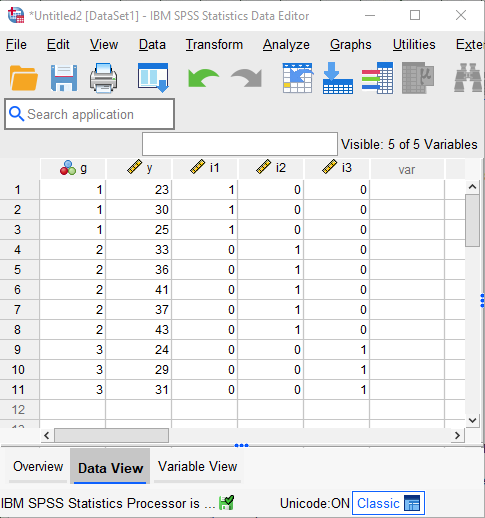 *Untitled2 [DataSet1] - IBM SPSS Statistics Data Editor
File Edit View Data Transform Analyze Graphs Utilities Exte
Search application
Visible: 5 of 5 Variables
g y i1 i2 i3 var
1 1 23 1 0 0
2 1 30 1 0 0
3 1 25 1 0 0
4 2 33 0 1 0
5 2 36 0 1 0
6 2 41 0 1 0
7 2 37 0 1 0
8 2 43 0 1 0
9 3 24 0 0 1
10 3 29 0 0 1
11 3 31 0 0 1
12
Overview Data View Variable View
IBM SPSS Statistics Processor is ... Unicode:ON Classic